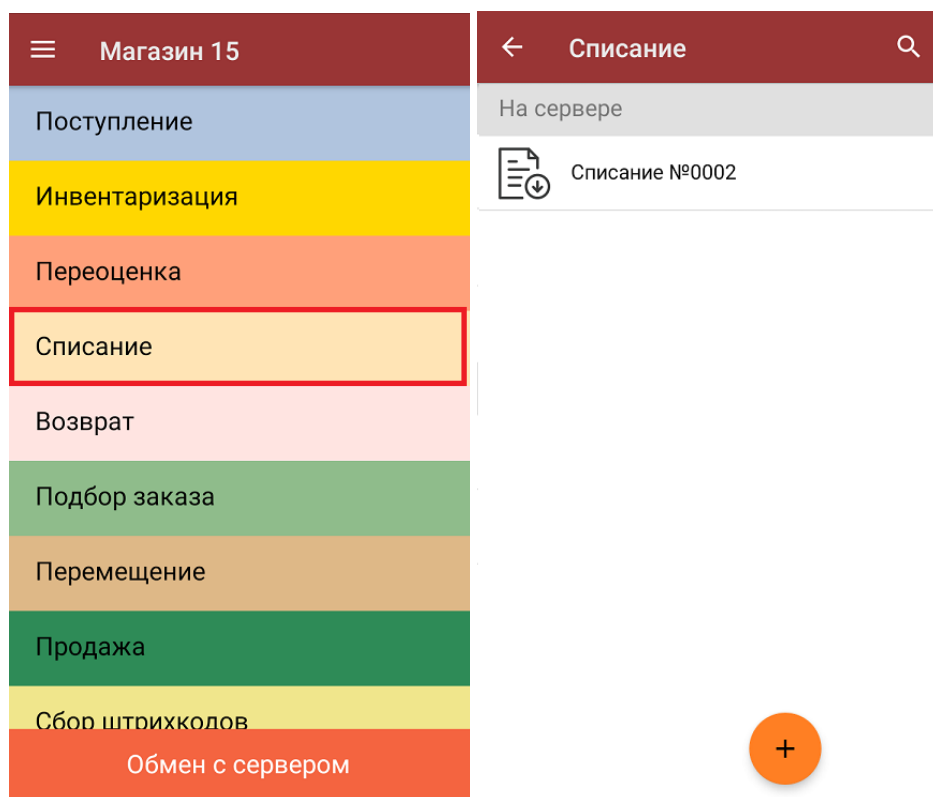 Магазин 15
Поступление
Инвентаризация
Переоценка
Списание
Возврат
Подбор заказа
Перемещение
Продажа
Сбор штрихкодов
Обмен с сервером
Списание
На сервере
Списание №0002
+